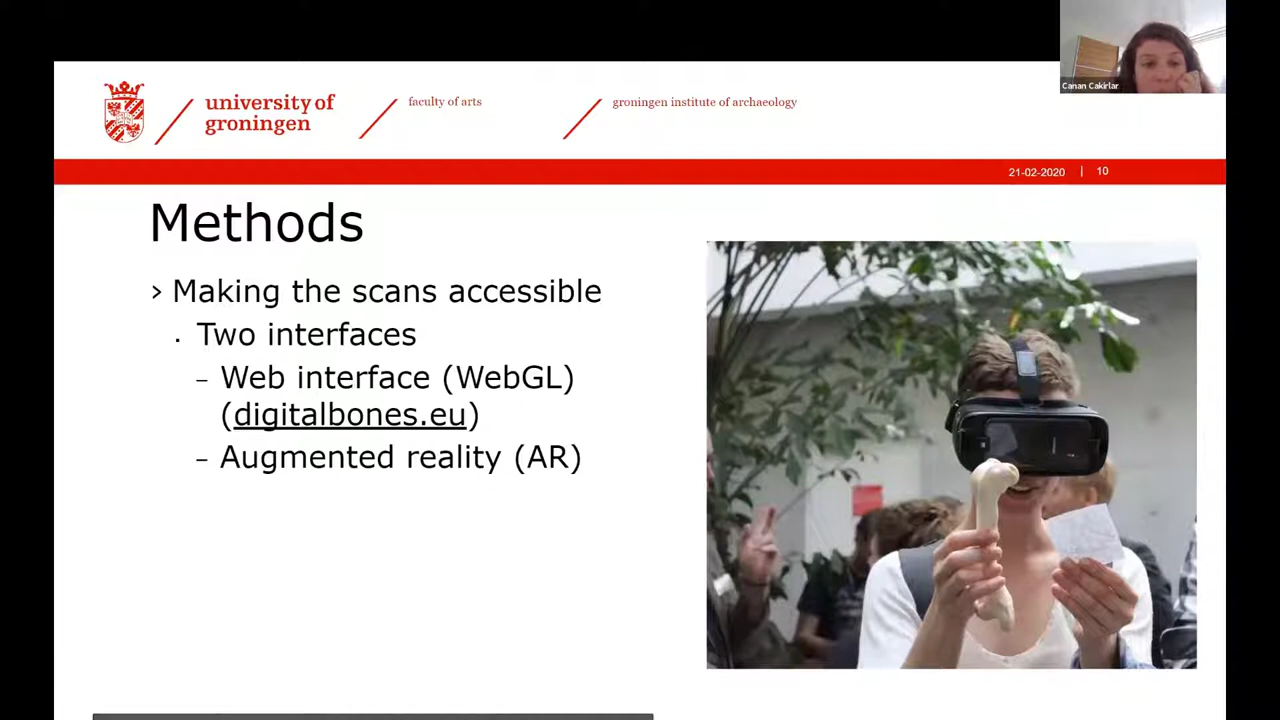 Canan Cakirlar
university of
groningen
faculty of arts
groningen institute of archaeology
21-02-2020 | 10
Methods
› Making the scans accessible
. Two interfaces
– Web interface (WebGL)
(digitalbones.eu)
– Augmented reality (AR)